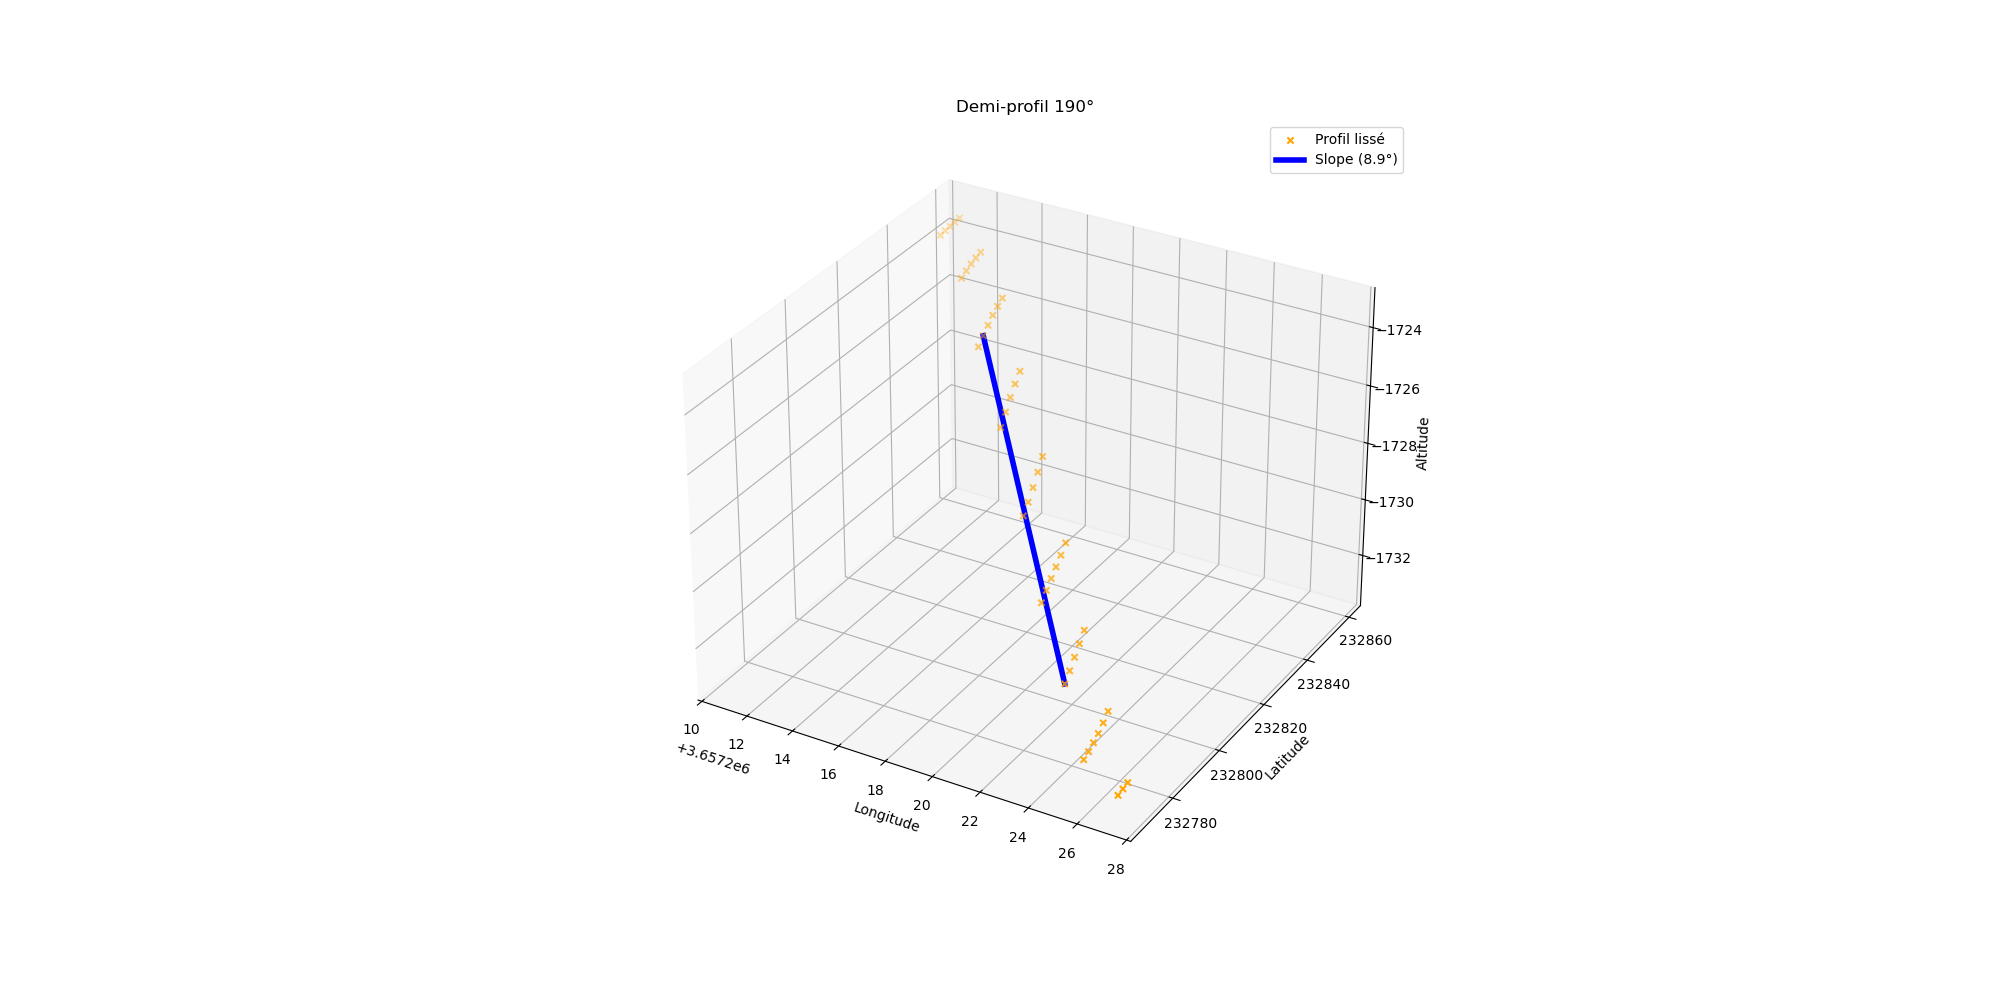 Demi-profil 190°
Profil lissé
Slope (8.9°)
−1724
−1726
−1728
−1730
−1732
Altitude
232860
232840
232820
232800
232780
Latitude
10
12
14
16
18
20
22
24
26
28
+3.6572e6
Longitude